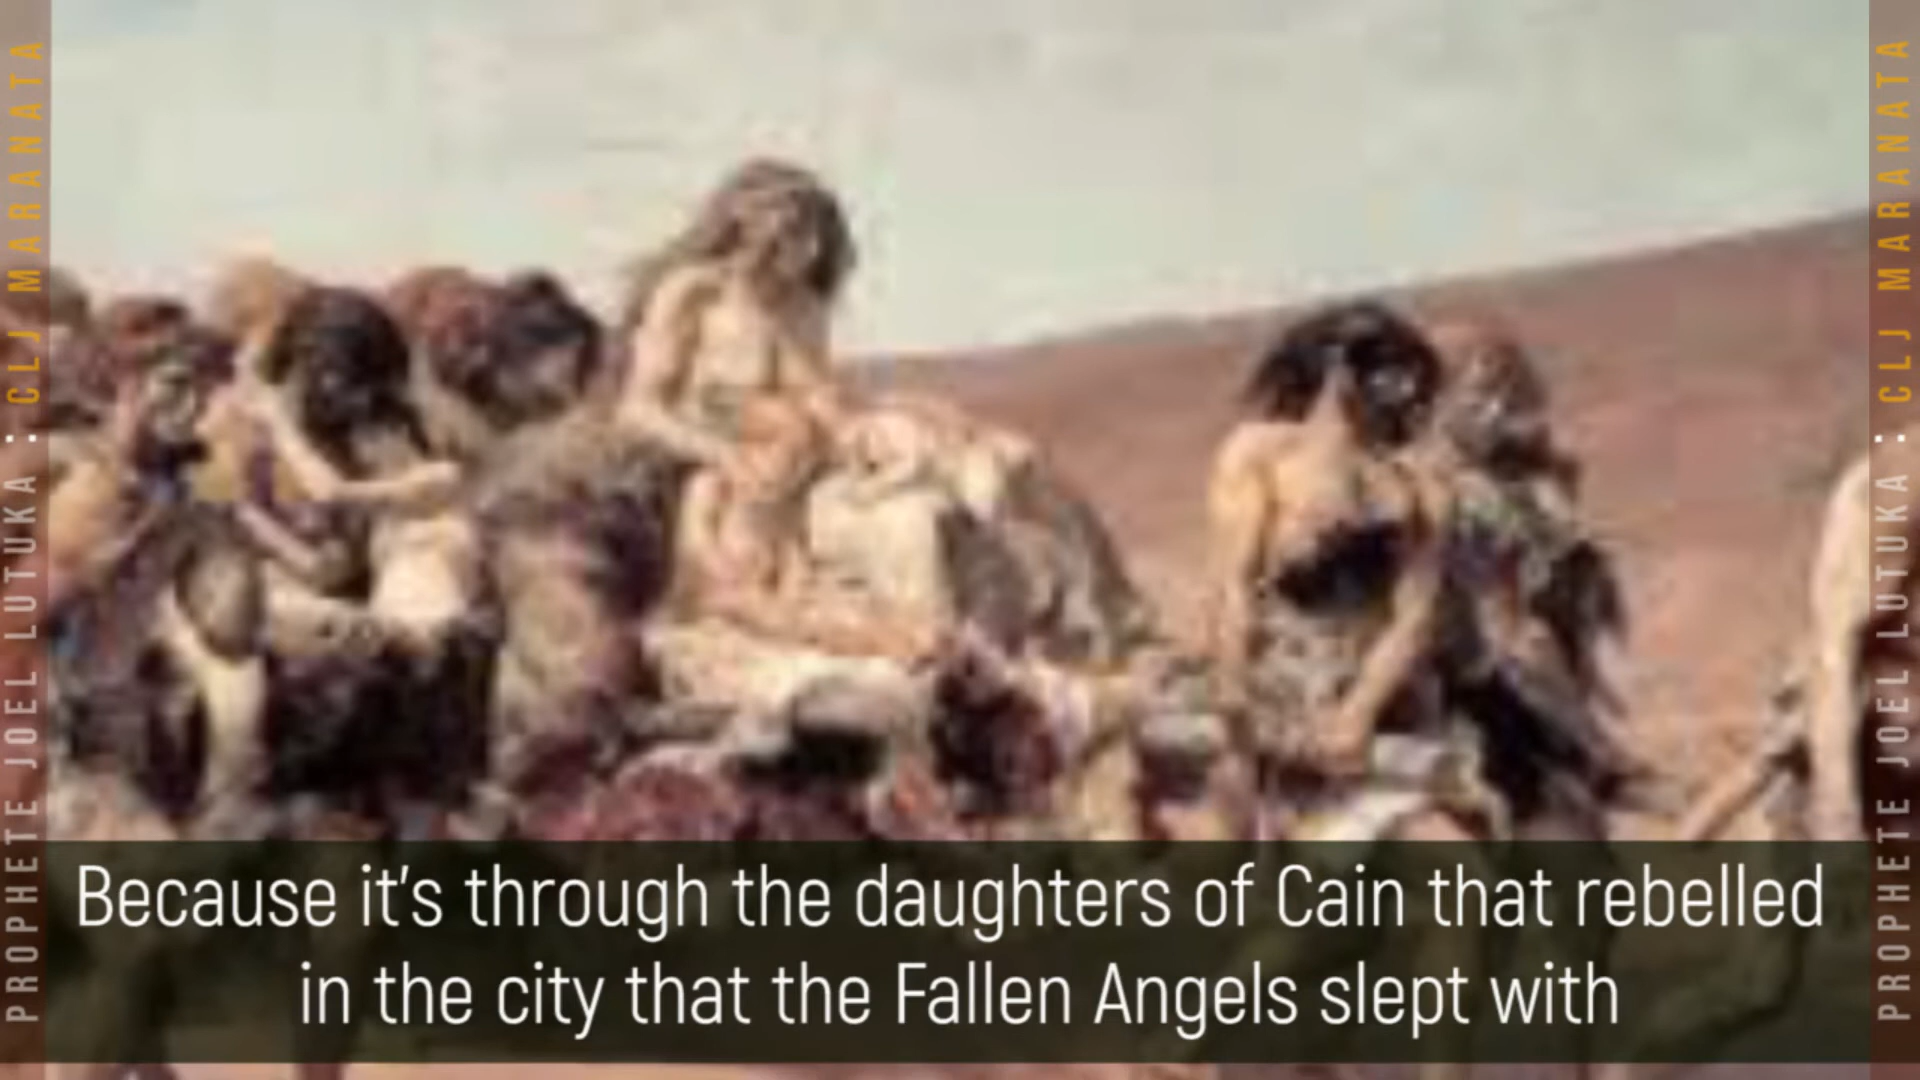 PROPHETE JOEL LUTUKA : CLJ MARANATA
Because it's through the daughters of Cain that rebelled
in the city that the Fallen Angels slept with
PROPHETE JOEL LUTUKA : CLJ MARANATA